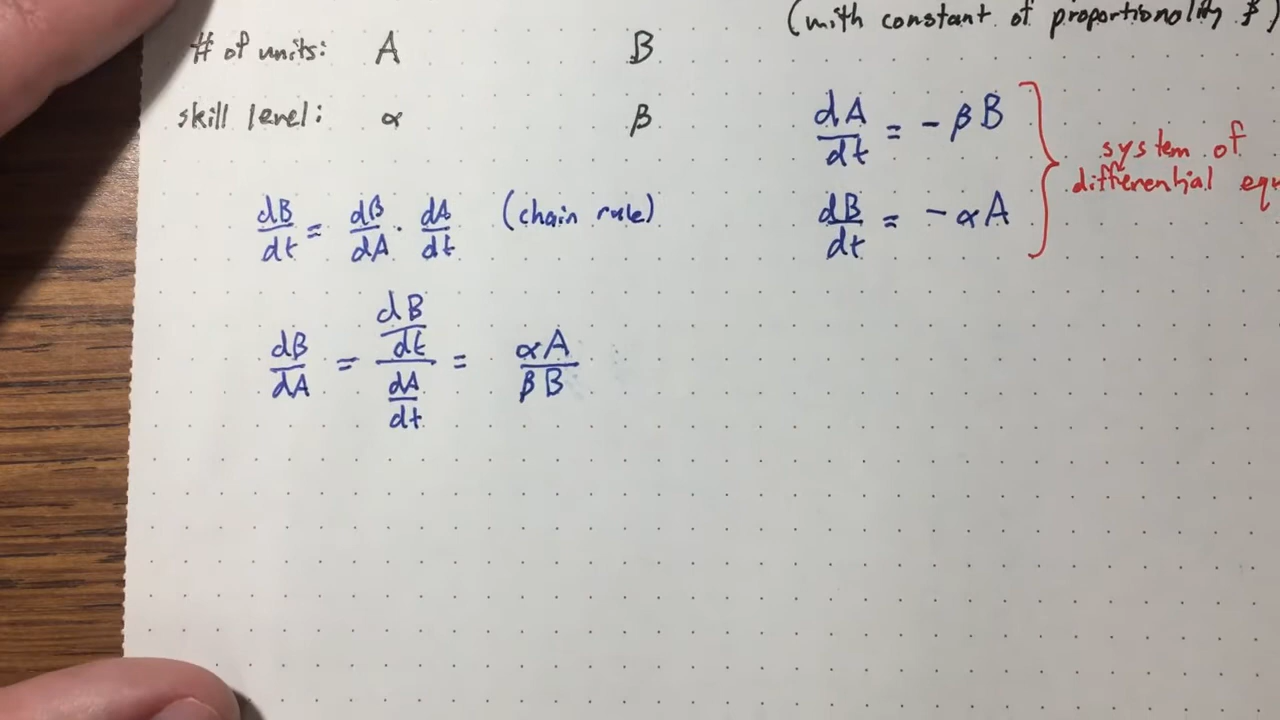 (with constant of proportionality
# of units: A B
skill level: α β
dA/dt = - βB
dB/dt = - αA
system of
differential
dB/dt = dB/dA · dA/dt (chain rule)
dB/dA = (dB/dt)/(dA/dt) = αA/βB